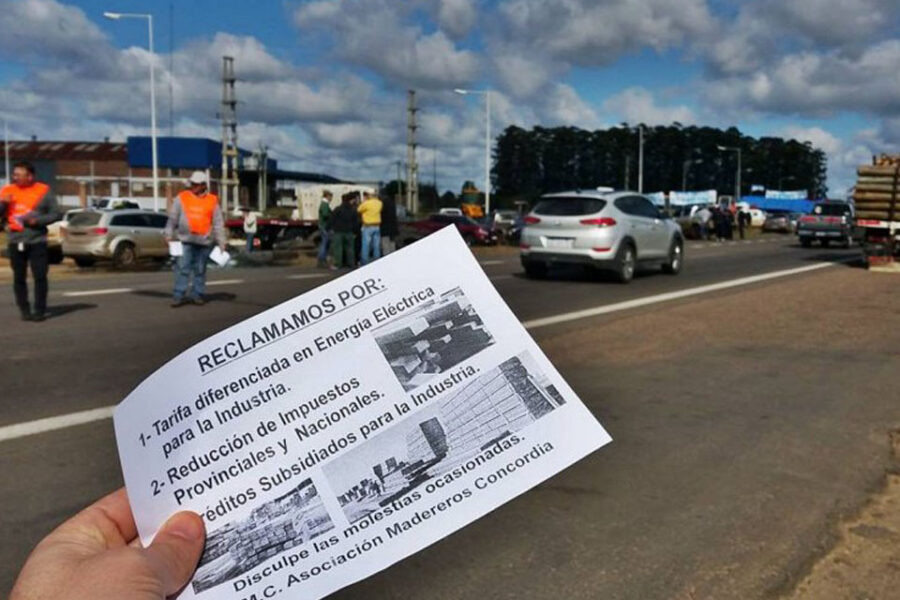 RECLAMAMOS POR:
1- Tarifa diferenciada en Energía Eléctrica
para la Industria.
2- Reducción de Impuestos
Provinciales y Nacionales.
réditos Subsidiados para la Industria.
Disculpe las molestias ocasionadas.
M.C. Asociación Madereros Concordia